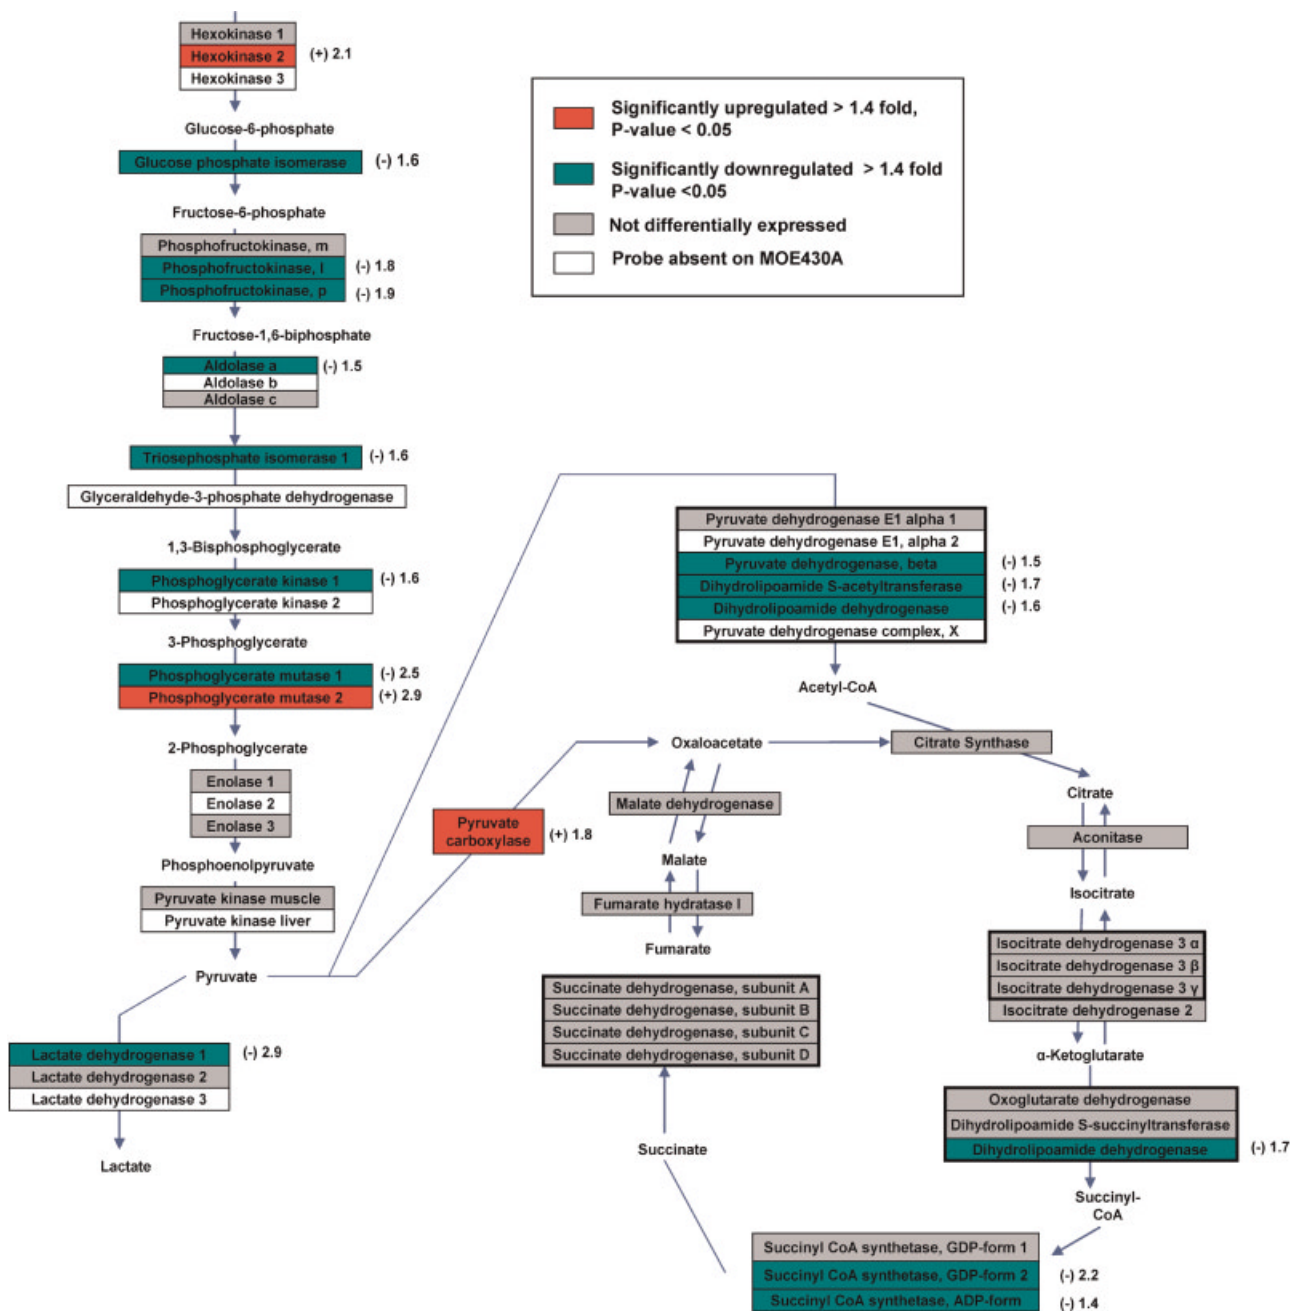 Hexokinase 1
Hexokinase 2 (+) 2.1
Hexokinase 3
Glucose-6-phosphate
Glucose phosphate isomerase (-) 1.6
Fructose-6-phosphate
Phosphofructokinase, m
Phosphofructokinase, l (-) 1.8
Phosphofructokinase, p (-) 1.9
Fructose-1,6-biphosphate
Aldolase a (-) 1.5
Aldolase b
Aldolase c
Triosephosphate isomerase 1 (-) 1.6
Glyceraldehyde-3-phosphate dehydrogenase
1,3-Bisphosphoglycerate
Phosphoglycerate kinase 1 (-) 1.6
Phosphoglycerate kinase 2
3-Phosphoglycerate
Phosphoglycerate mutase 1 (-) 2.5
Phosphoglycerate mutase 2 (+) 2.9
2-Phosphoglycerate
Enolase 1
Enolase 2
Enolase 3
Phosphoenolpyruvate
Pyruvate kinase muscle
Pyruvate kinase liver
Pyruvate
Lactate dehydrogenase 1 (-) 2.9
Lactate dehydrogenase 2
Lactate dehydrogenase 3
Lactate
Significantly upregulated > 1.4 fold,
P-value < 0.05
Significantly downregulated > 1.4 fold
P-value <0.05
Not differentially expressed
Probe absent on MOE430A
Pyruvate dehydrogenase E1 alpha 1
Pyruvate dehydrogenase E1, alpha 2
Pyruvate dehydrogenase, beta (-) 1.5
Dihydrolipoamide S-acetyltransferase (-) 1.7
Dihydrolipoamide dehydrogenase (-) 1.6
Pyruvate dehydrogenase complex, X
Acetyl-CoA
Oxaloacetate
Citrate Synthase
Pyruvate
carboxylase (+) 1.8
Malate dehydrogenase
Malate
Fumarate hydratase I
Fumarate
Succinate dehydrogenase, subunit A
Succinate dehydrogenase, subunit B
Succinate dehydrogenase, subunit C
Succinate dehydrogenase, subunit D
Succinate
Citrate
Aconitase
Isocitrate
Isocitrate dehydrogenase 3 α
Isocitrate dehydrogenase 3 β
Isocitrate dehydrogenase 3 γ
Isocitrate dehydrogenase 2
α-Ketoglutarate
Oxoglutarate dehydrogenase
Dihydrolipoamide S-succinyltransferase
Dihydrolipoamide dehydrogenase (-) 1.7
Succinyl-
CoA
Succinyl CoA synthetase, GDP-form 1
Succinyl CoA synthetase, GDP-form 2 (-) 2.2
Succinyl CoA synthetase, ADP-form (-) 1.4